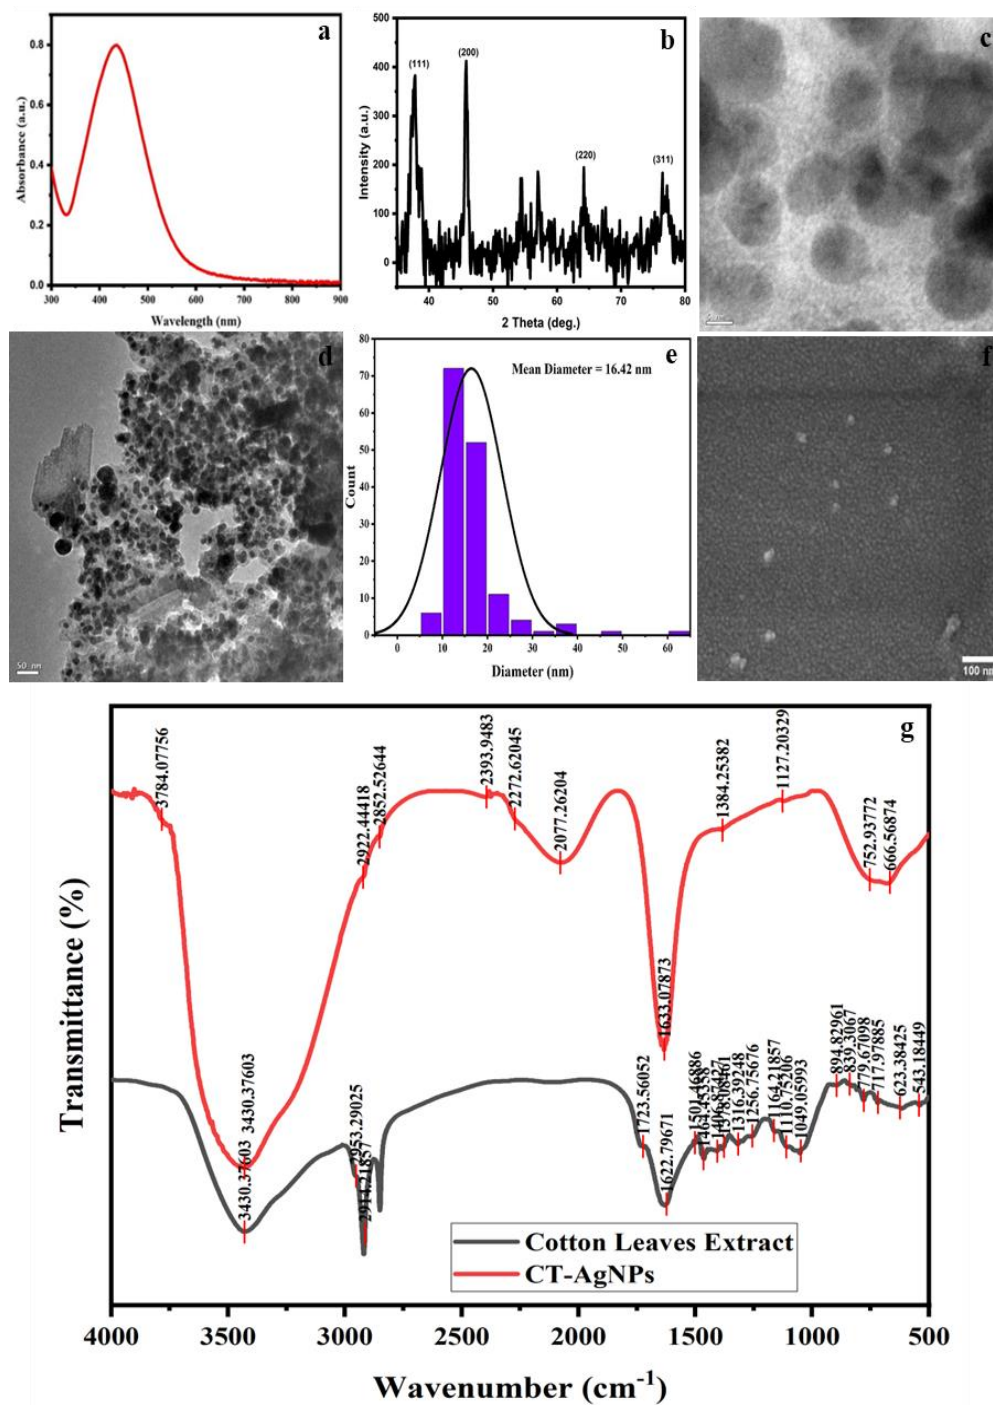 a
0.8
0.6
0.4
0.2
0.0
Absorbance (a.u.)
300 400 500 600 700 800 900
Wavelength (nm)
b
500
400
300
200
100
0
Intensity (a.u.)
(111)
(200)
(220)
(311)
40 50 60 70 80
2 Theta (deg.)
c
d
50 nm
e
Mean Diameter = 16.42 nm
80
70
60
50
40
30
20
10
0
Count
0 10 20 30 40 50 60
Diameter (nm)
f
100 nm
g
Transmittance (%)
3784.07756
3430.37603
2922.44418
2852.52644
2393.9483
2272.62045
2077.26204
1633.07873
1384.25382
1127.20329
752.93772
666.56874
3430.37603
2953.29025
2914.21857
1723.56052
1622.79671
1501.46886
1464.45358
1378.08461
1316.39248
1256.75676
1164.21857
1110.75206
1049.05993
894.82961
839.3067
779.67098
717.97885
623.38425
543.18449
Cotton Leaves Extract
CT-AgNPs
4000 3500 3000 2500 2000 1500 1000 500
Wavenumber (cm⁻¹)